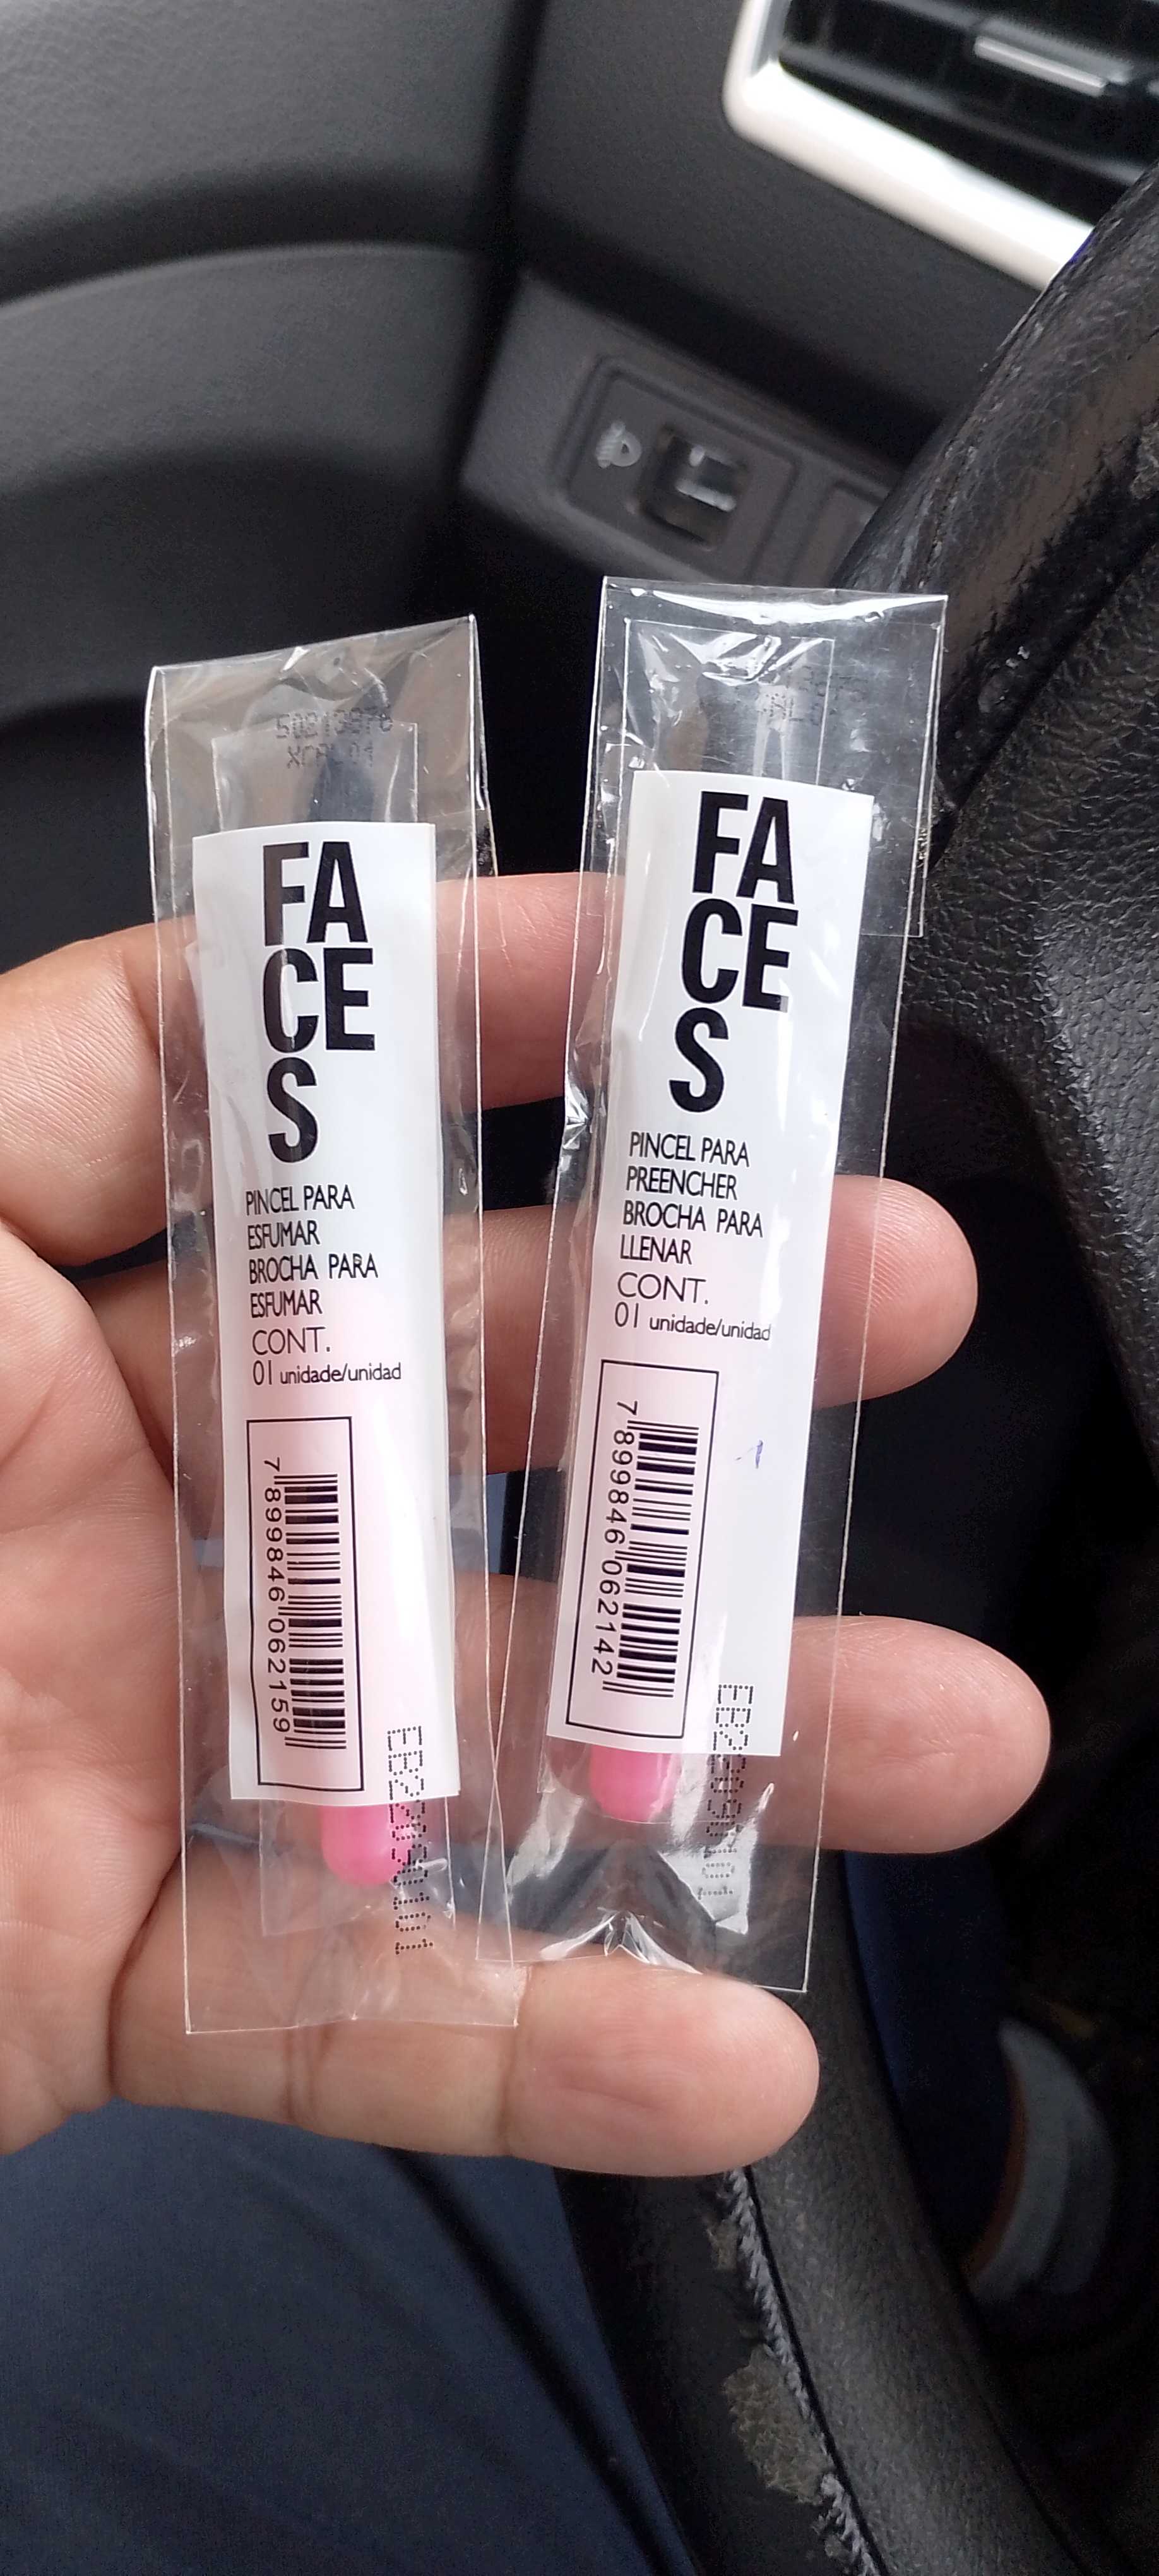 FA
CE
S
PINCEL PARA
ESFUMAR
BROCHA PARA
ESFUMAR
CONT.
01 unidade/unidad
7 899846 062159
FA
CE
S
PINCEL PARA
PREENCHER
BROCHA PARA
LLENAR
CONT.
01 unidade/unidad
7 899846 062142